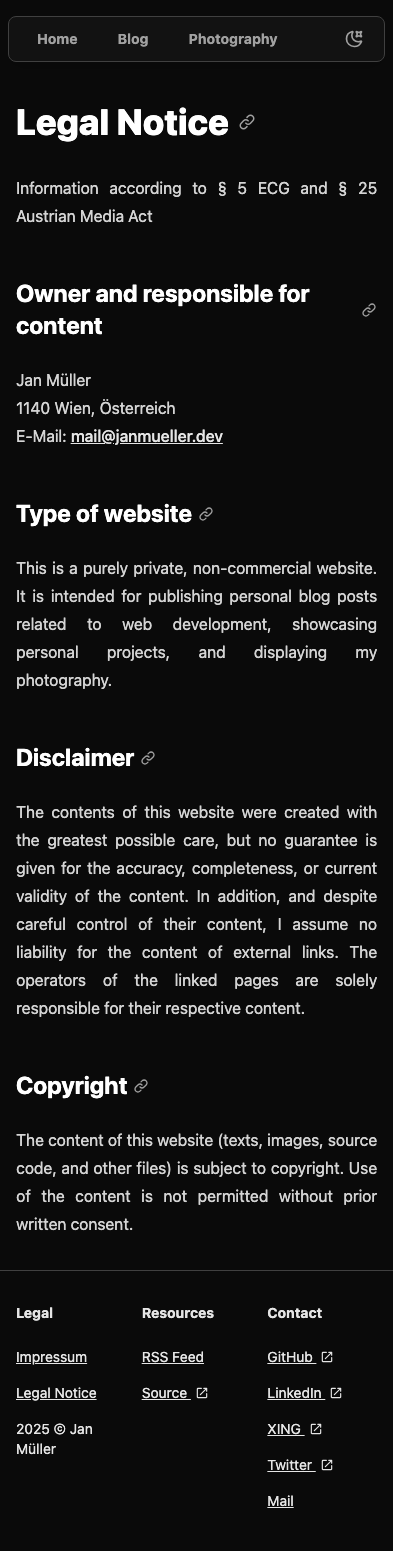 Home Blog Photography
Legal Notice
Information according to § 5 ECG and § 25
Austrian Media Act
Owner and responsible for
content
Jan Müller
1140 Wien, Österreich
E-Mail: mail@janmueller.dev
Type of website
This is a purely private, non-commercial website.
It is intended for publishing personal blog posts
related to web development, showcasing
personal projects, and displaying my
photography.
Disclaimer
The contents of this website were created with
the greatest possible care, but no guarantee is
given for the accuracy, completeness, or current
validity of the content. In addition, and despite
careful control of their content, I assume no
liability for the content of external links. The
operators of the linked pages are solely
responsible for their respective content.
Copyright
The content of this website (texts, images, source
code, and other files) is subject to copyright. Use
of the content is not permitted without prior
written consent.
Legal
Impressum
Legal Notice
2025 © Jan
Müller
Resources
RSS Feed
Source
Contact
GitHub
LinkedIn
XING
Twitter
Mail